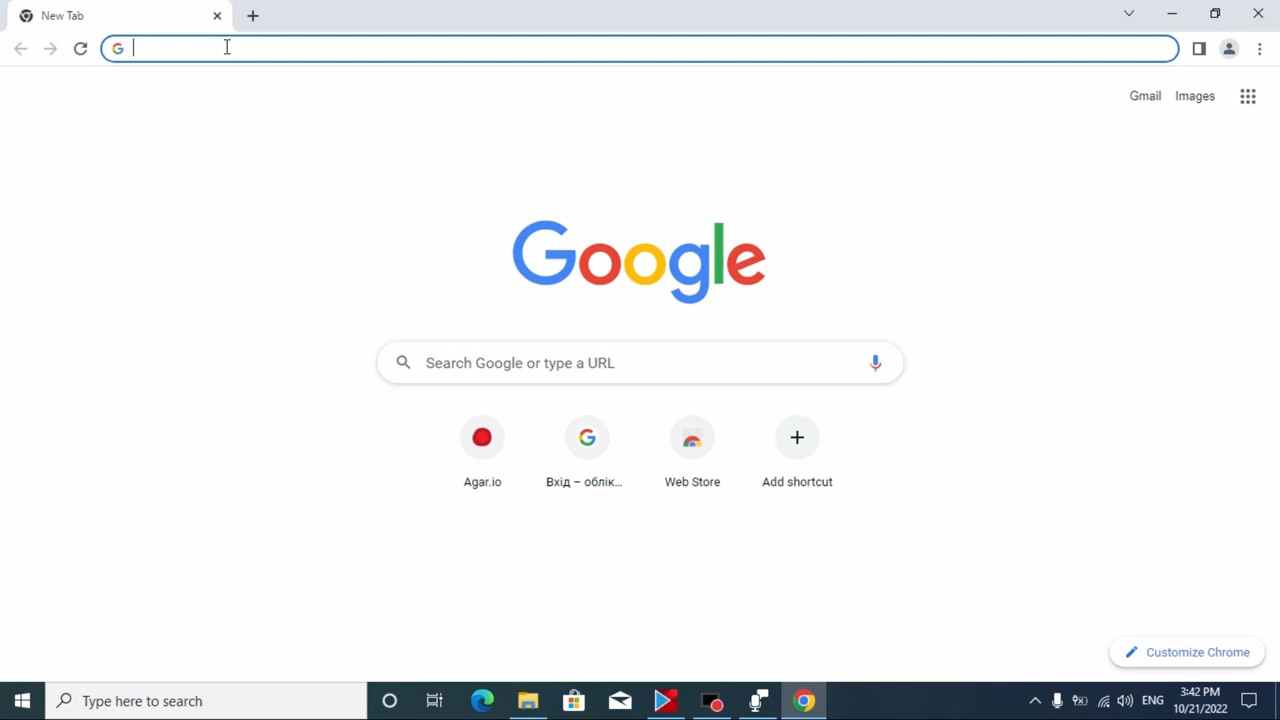 New Tab
Gmail Images
Google
Search Google or type a URL
Agar.io
Вхід – облік...
Web Store
Add shortcut
Customize Chrome
Type here to search
ENG
3:42 PM
10/21/2022